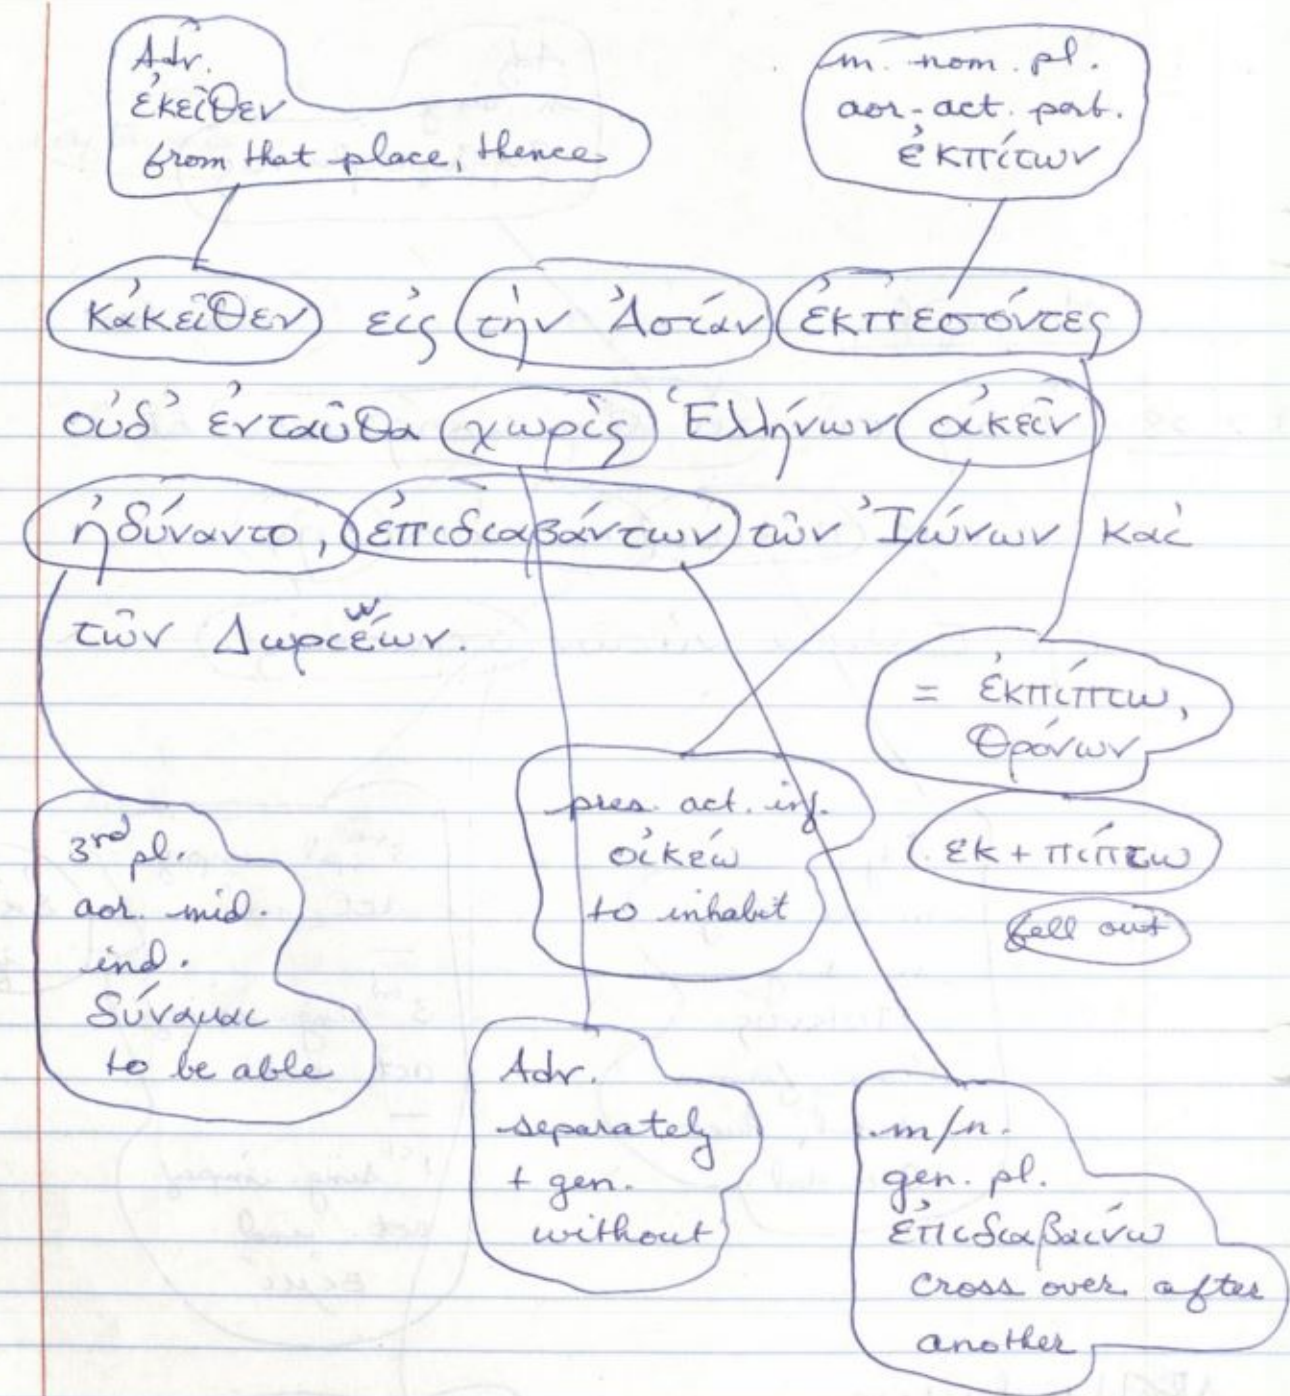 Adv.
ἐκεῖθεν
from that place, thence
m. nom. pl.
aor-act. part.
ἐκπίτων
κἀκεῖθεν εἰς τὴν Ἀσίαν ἐκπεσόντες
οὐδ' ἐνταῦθα χωρὶς Ἑλλήνων οἰκεῖν
ἠδύναντο, ἐπιδιαβάντων τῶν Ἰώνων καὶ
τῶν Δωριέων.
= ἐκπίπτω,
θρόνων
εκ + πίπτω
fell out
pres. act. inf.
οἰκέω
to inhabit
3rd pl.
aor. mid.
ind.
δύναμαι
to be able
Adv.
separately
+ gen.
without
m/n.
gen. pl.
ἐπιδιαβαίνω
cross over after
another